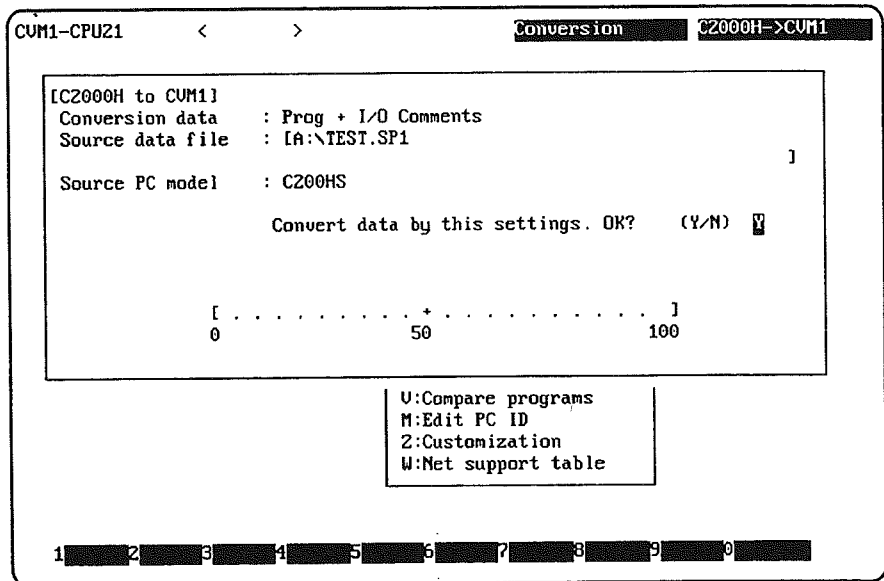 CVM1-CPU21 < > Conversion C2000H->CVM1
[C2000H to CVM1]
Conversion data : Prog + I/O Comments
Source data file : [A:\TEST.SP1
]
Source PC model : C200HS
Convert data by this settings. OK? (Y/N) Y
[ . . . . . . . . . + . . . . . . . . . . ]
0 50 100
V:Compare programs
M:Edit PC ID
Z:Customization
W:Net support table
1 2 3 4 5 6 7 8 9 0